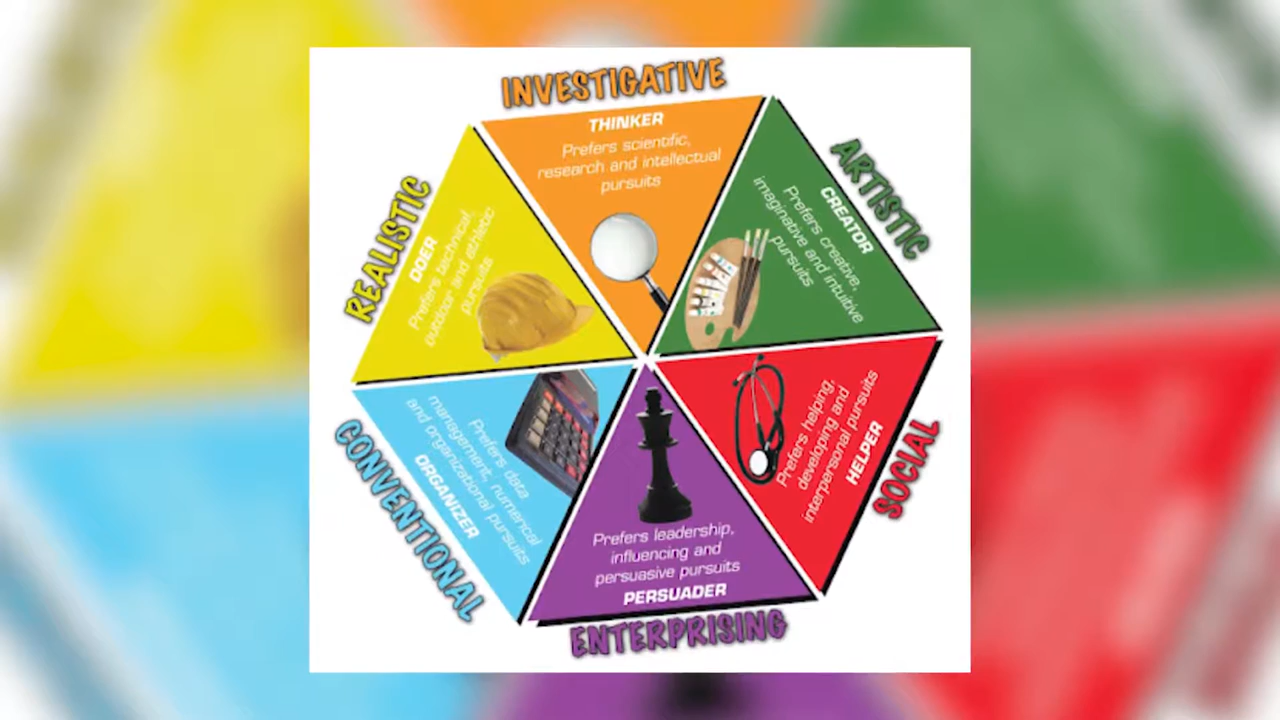 INVESTIGATIVE
THINKER
Prefers scientific,
research and intellectual
pursuits
ARTISTIC
CREATOR
Prefers creative,
imaginative and intuitive
pursuits
SOCIAL
Prefers helping,
developing and
interpersonal pursuits
HELPER
ENTERPRISING
Prefers leadership,
influencing and
persuasive pursuits
PERSUADER
CONVENTIONAL
Prefers data
management, numerical
and organizational pursuits
ORGANIZER
REALISTIC
DOER
Prefers technical,
outdoor and athletic
pursuits